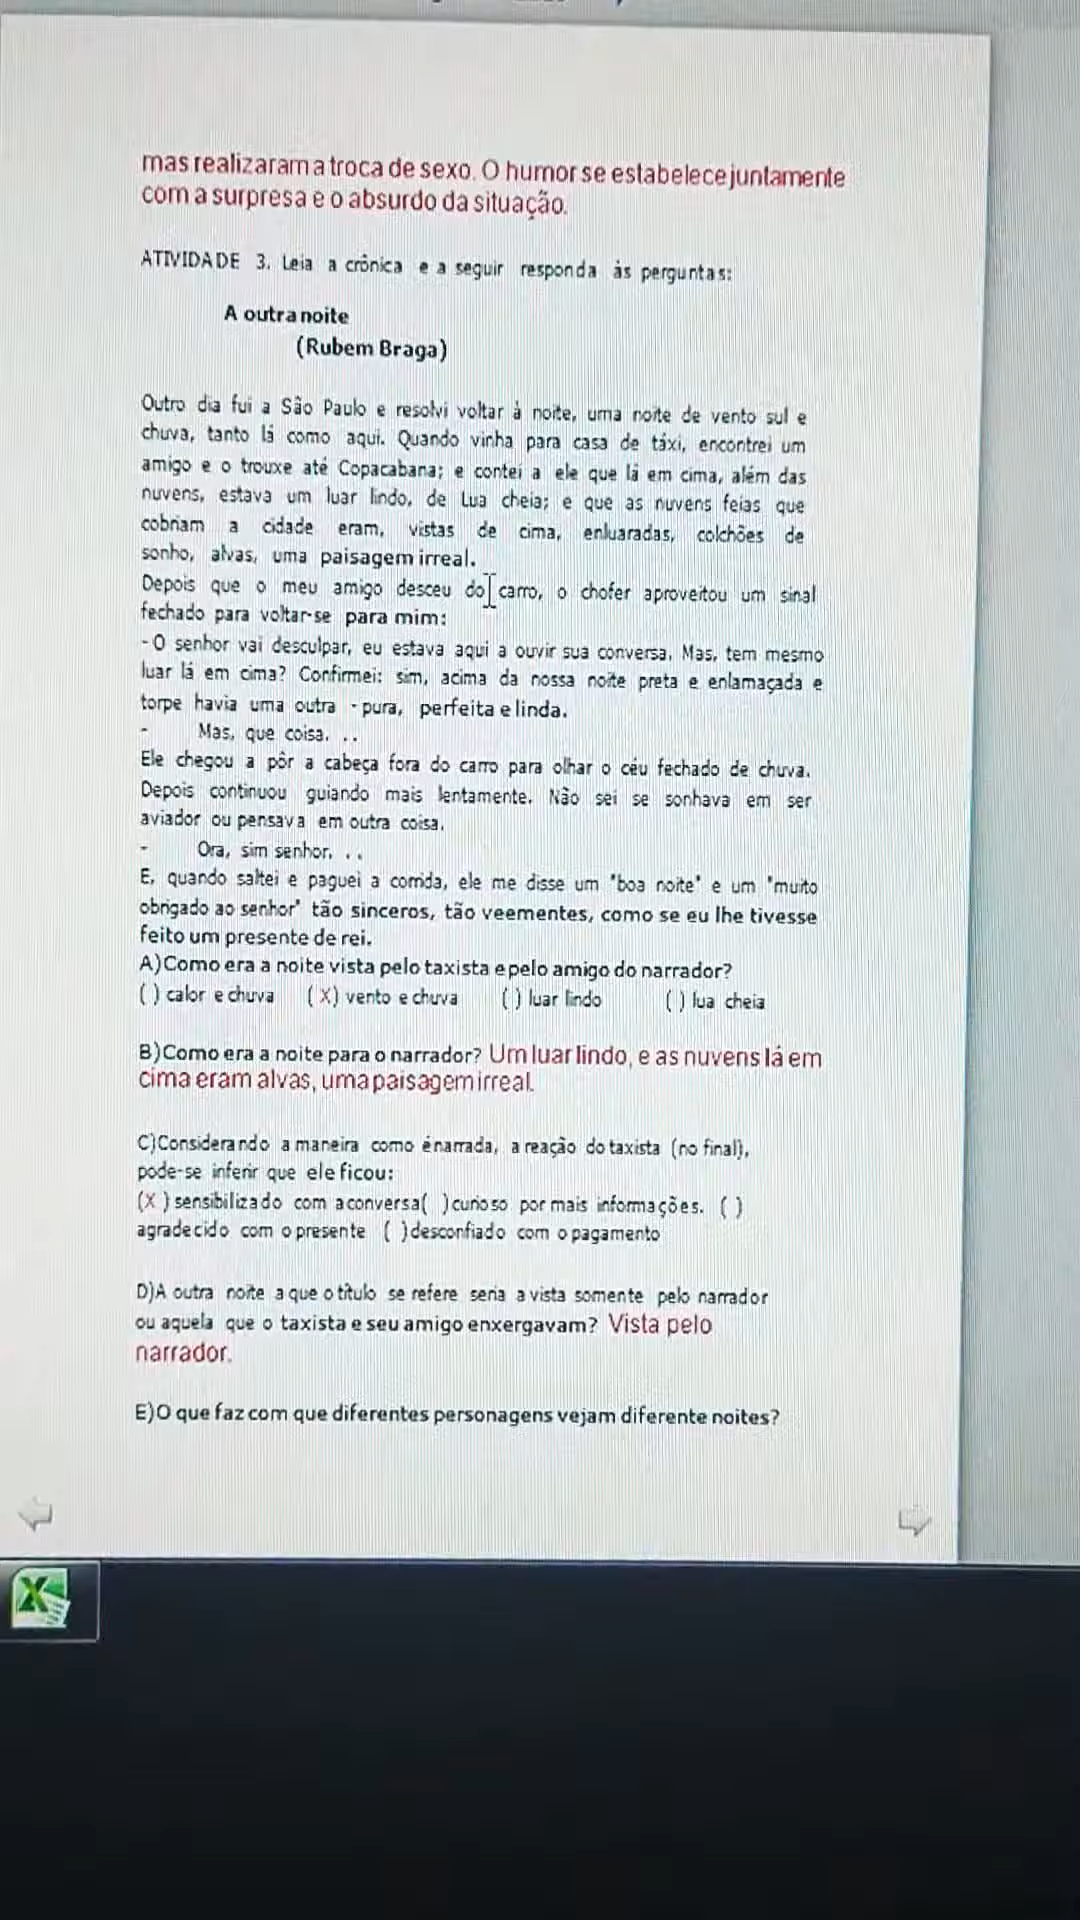 mas realizaram a troca de sexo. O humor se estabelece juntamente
com a surpresa e o absurdo da situação.
ATIVIDADE 3. Leia a crônica e a seguir responda às perguntas:
A outra noite
(Rubem Braga)
Outro dia fui a São Paulo e resolvi voltar à noite, uma noite de vento sul e
chuva, tanto lá como aqui. Quando vinha para casa de táxi, encontrei um
amigo e o trouxe até Copacabana; e contei a ele que lá em cima, além das
nuvens, estava um luar lindo, de Lua cheia; e que as nuvens feias que
cobriam a cidade eram, vistas de cima, enluaradas, colchões de
sonho, alvas, uma paisagem irreal.
Depois que o meu amigo desceu do carro, o chofer aproveitou um sinal
fechado para voltar-se para mim:
-O senhor vai desculpar, eu estava aqui a ouvir sua conversa. Mas, tem mesmo
luar lá em cima? Confirmei: sim, acima da nossa noite preta e enlamaçada e
torpe havia uma outra - pura, perfeita e linda.
- Mas, que coisa. . .
Ele chegou a pôr a cabeça fora do carro para olhar o céu fechado de chuva.
Depois continuou guiando mais lentamente. Não sei se sonhava em ser
aviador ou pensava em outra coisa.
- Ora, sim senhor. . .
E, quando saltei e paguei a corrida, ele me disse um "boa noite" e um "muito
obrigado ao senhor" tão sinceros, tão veementes, como se eu lhe tivesse
feito um presente de rei.
A)Como era a noite vista pelo taxista e pelo amigo do narrador?
( ) calor e chuva ( X) vento e chuva ( ) luar lindo ( ) lua cheia
B)Como era a noite para o narrador? Um luar lindo, e as nuvens lá em
cima eram alvas, uma paisagem irreal.
C)Considerando a maneira como é narrada, a reação do taxista (no final),
pode-se inferir que ele ficou:
(X ) sensibilizado com a conversa( )curioso por mais informações. ( )
agradecido com o presente ( )desconfiado com o pagamento
D)A outra noite a que o título se refere seria a vista somente pelo narrador
ou aquela que o taxista e seu amigo enxergavam? Vista pelo
narrador.
E)O que faz com que diferentes personagens vejam diferente noites?